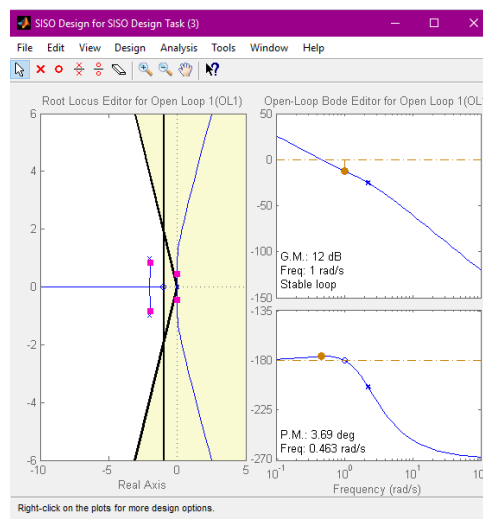 SISO Design for SISO Design Task (3)
File Edit View Design Analysis Tools Window Help
Root Locus Editor for Open Loop 1(OL1)
6
4
2
0
-2
-4
-6
-10 -5 0 5
Real Axis
Open-Loop Bode Editor for Open Loop 1(OL
50
0
-50
-100
-150
G.M.: 12 dB
Freq: 1 rad/s
Stable loop
-135
-180
-225
-270
P.M.: 3.69 deg
Freq: 0.463 rad/s
10⁻¹ 10⁰ 10¹ 10
Frequency (rad/s)
Right-click on the plots for more design options.